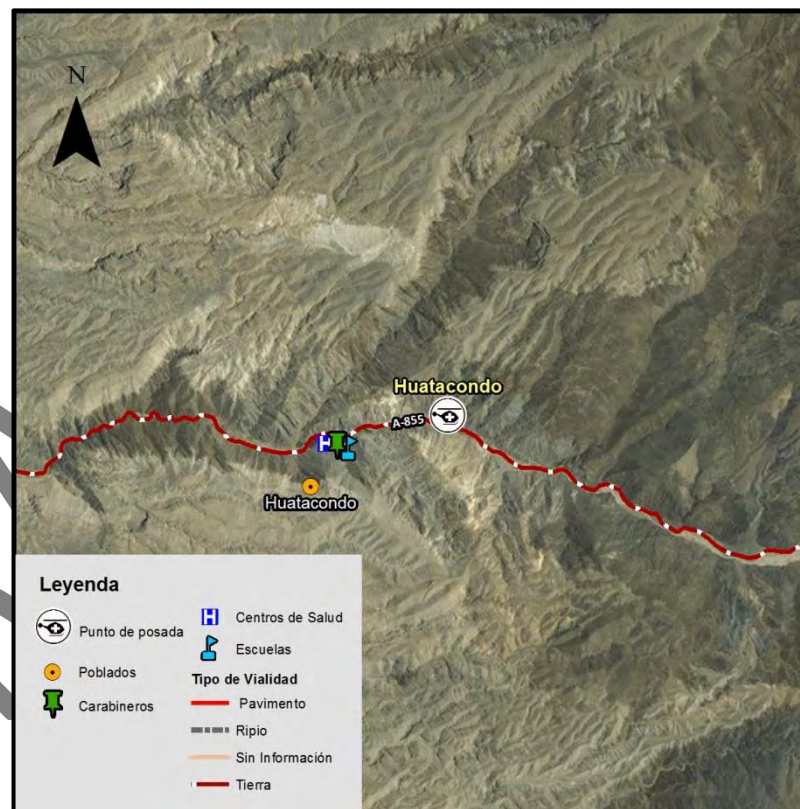 N
Huatacondo
A-855
H
Huatacondo
Leyenda
Punto de posada
Poblados
Carabineros
H Centros de Salud
Escuelas
Tipo de Vialidad
Pavimento
Ripio
Sin Información
Tierra